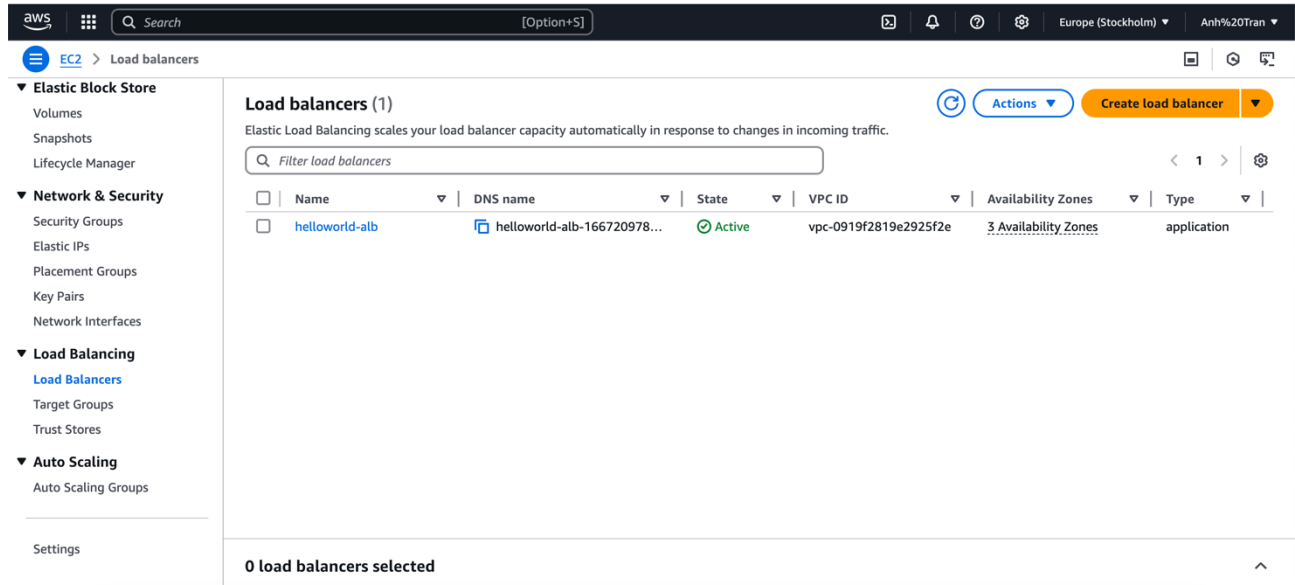 aws
Search [Option+S] Europe (Stockholm) Anh%20Tran
EC2 > Load balancers
Elastic Block Store
Volumes
Snapshots
Lifecycle Manager
Network & Security
Security Groups
Elastic IPs
Placement Groups
Key Pairs
Network Interfaces
Load Balancing
Load Balancers
Target Groups
Trust Stores
Auto Scaling
Auto Scaling Groups
Settings
Load balancers (1)
Actions Create load balancer
Elastic Load Balancing scales your load balancer capacity automatically in response to changes in incoming traffic.
Filter load balancers
< 1 >
Name DNS name State VPC ID Availability Zones Type
helloworld-alb helloworld-alb-166720978... Active vpc-0919f2819e2925f2e 3 Availability Zones application
0 load balancers selected